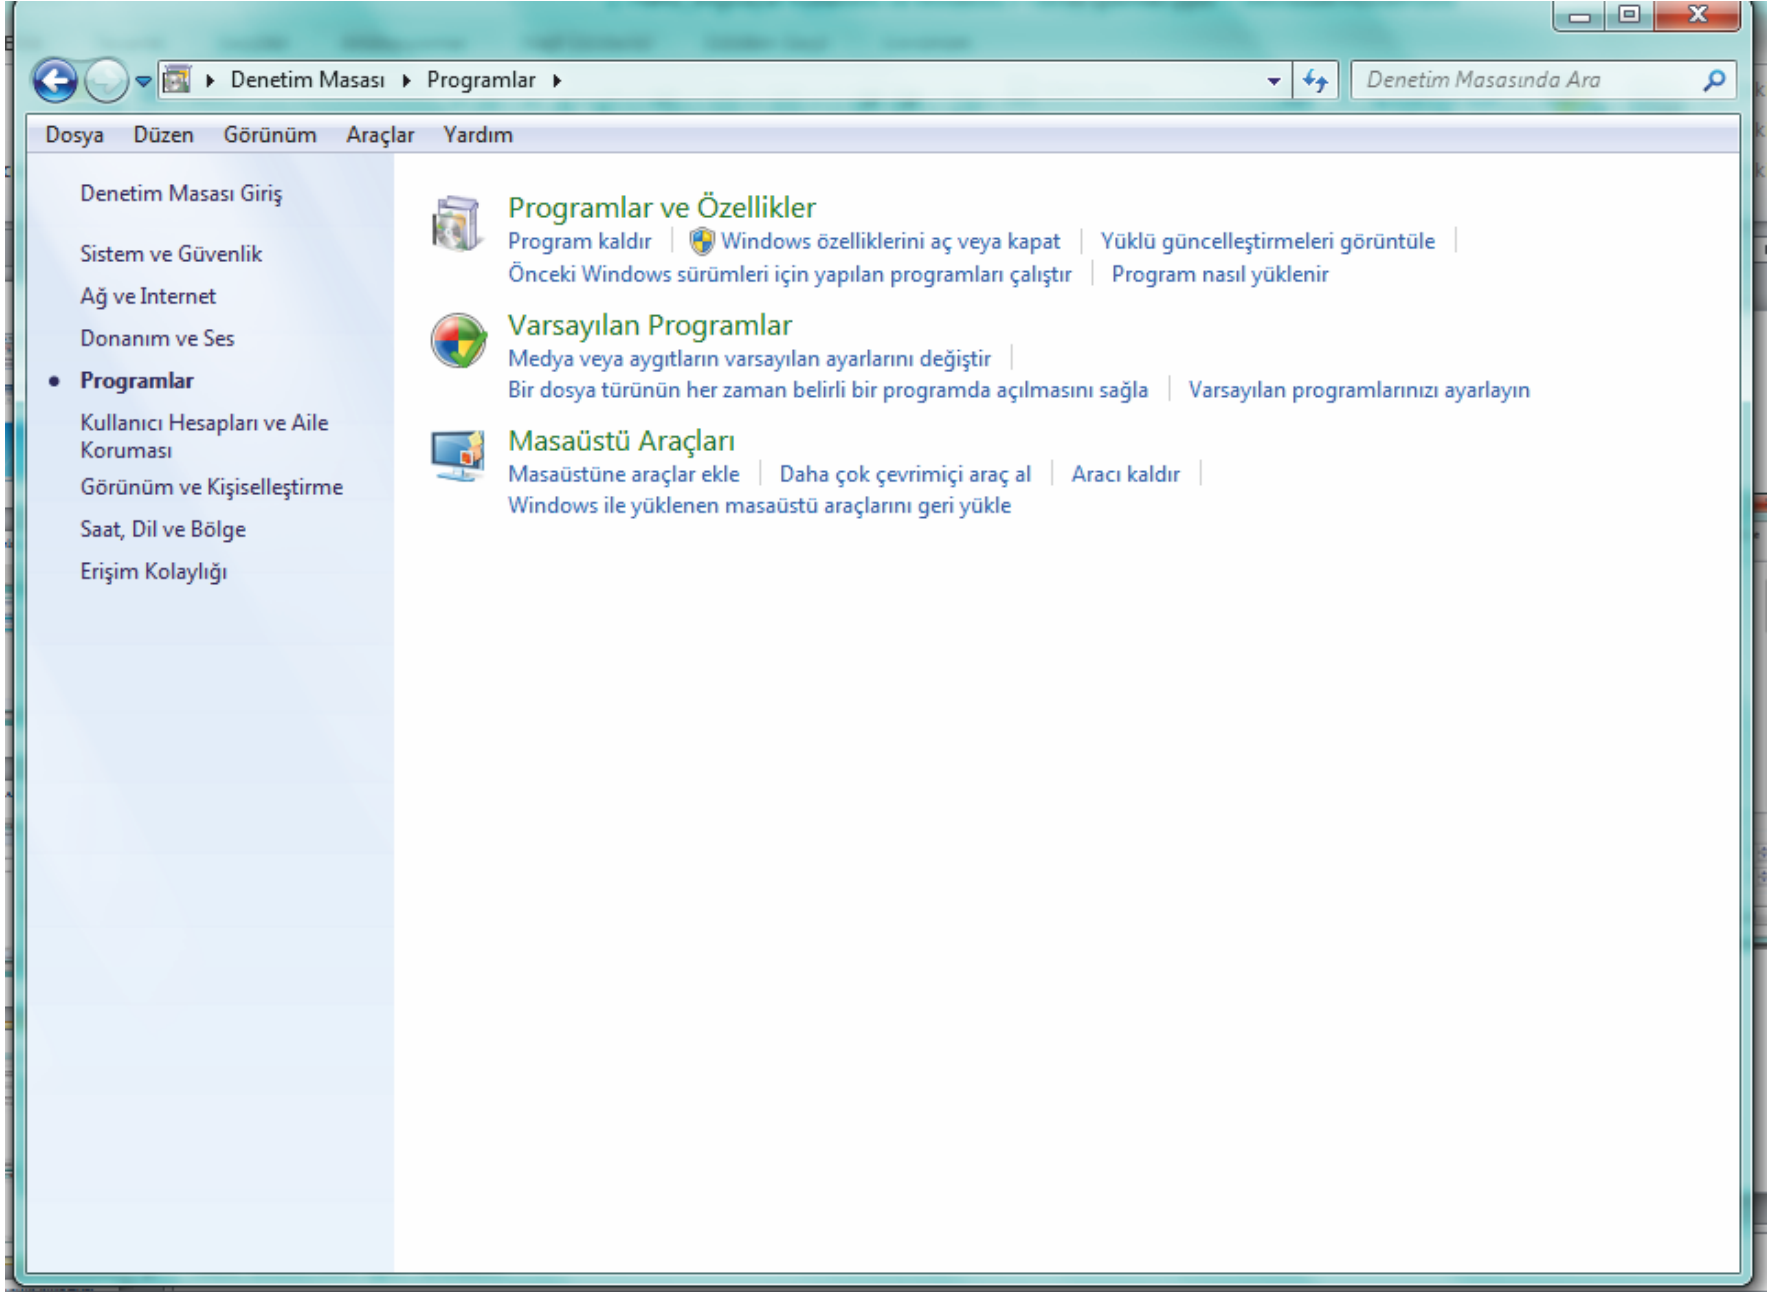 Denetim Masası Programlar
Denetim Masasında Ara
Dosya Düzen Görünüm Araçlar Yardım
Denetim Masası Giriş
Sistem ve Güvenlik
Ağ ve Internet
Donanım ve Ses
Programlar
Kullanıcı Hesapları ve Aile
Koruması
Görünüm ve Kişiselleştirme
Saat, Dil ve Bölge
Erişim Kolaylığı
Programlar ve Özellikler
Program kaldır Windows özelliklerini aç veya kapat Yüklü güncelleştirmeleri görüntüle
Önceki Windows sürümleri için yapılan programları çalıştır Program nasıl yüklenir
Varsayılan Programlar
Medya veya aygıtların varsayılan ayarlarını değiştir
Bir dosya türünün her zaman belirli bir programda açılmasını sağla Varsayılan programlarınızı ayarlayın
Masaüstü Araçları
Masaüstüne araçlar ekle Daha çok çevrimiçi araç al Aracı kaldır
Windows ile yüklenen masaüstü araçlarını geri yükle